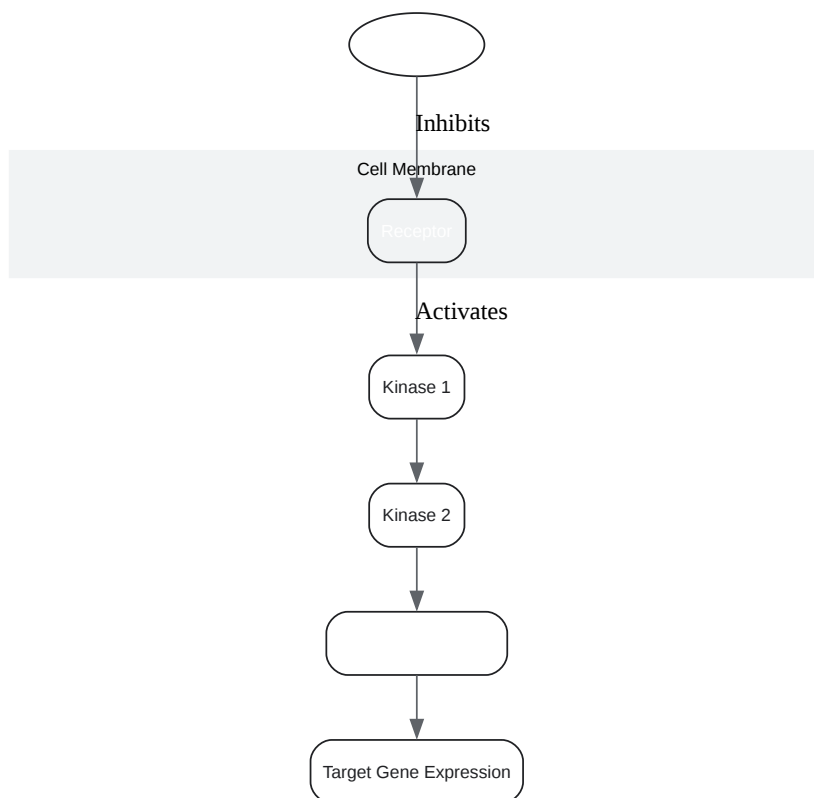 Inhibits
Cell Membrane
Receptor
Activates
Kinase 1
Kinase 2
Target Gene Expression